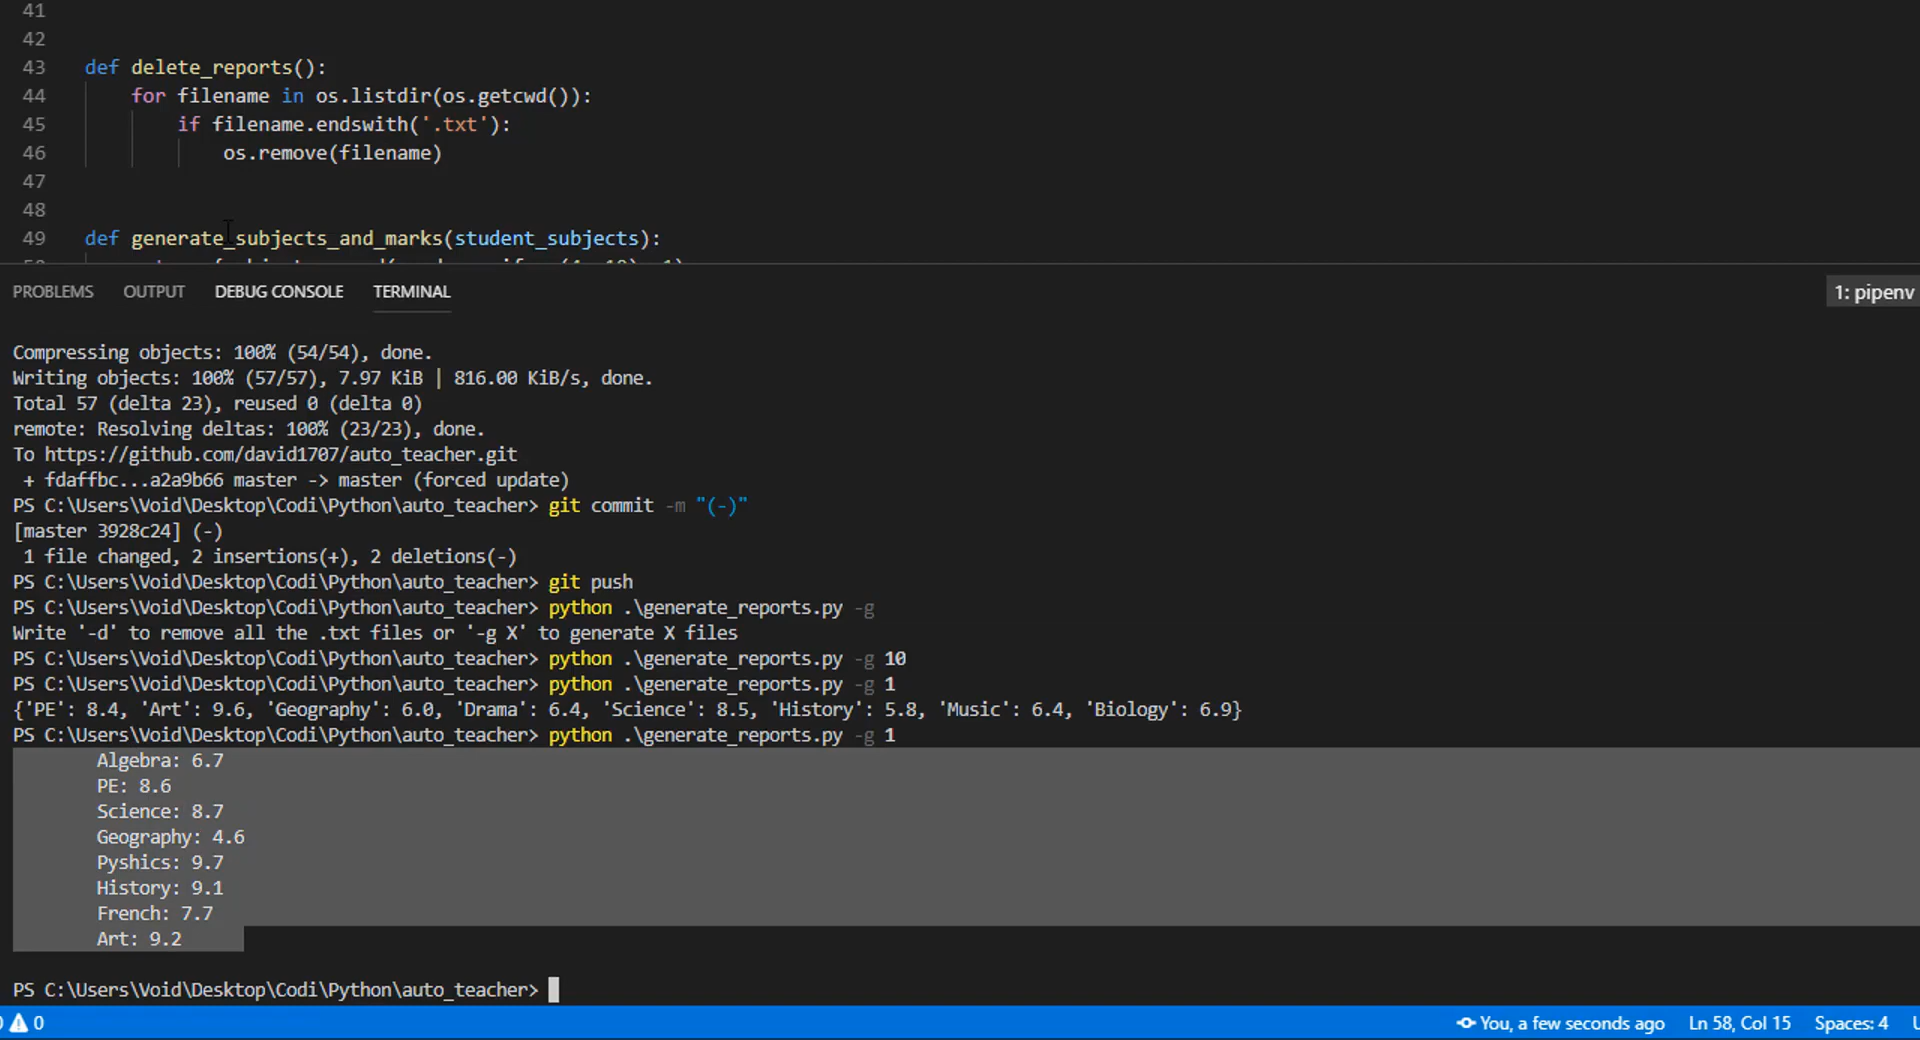 41
42
43 def delete_reports():
44 for filename in os.listdir(os.getcwd()):
45 if filename.endswith('.txt'):
46 os.remove(filename)
47
48
49 def generate_subjects_and_marks(student_subjects):
PROBLEMS OUTPUT DEBUG CONSOLE TERMINAL 1: pipenv
Compressing objects: 100% (54/54), done.
Writing objects: 100% (57/57), 7.97 KiB | 816.00 KiB/s, done.
Total 57 (delta 23), reused 0 (delta 0)
remote: Resolving deltas: 100% (23/23), done.
To https://github.com/david1707/auto_teacher.git
+ fdaffbc...a2a9b66 master -> master (forced update)
PS C:\Users\Void\Desktop\Codi\Python\auto_teacher> git commit -m "(-)"
[master 3928c24] (-)
1 file changed, 2 insertions(+), 2 deletions(-)
PS C:\Users\Void\Desktop\Codi\Python\auto_teacher> git push
PS C:\Users\Void\Desktop\Codi\Python\auto_teacher> python .\generate_reports.py -g
Write '-d' to remove all the .txt files or '-g X' to generate X files
PS C:\Users\Void\Desktop\Codi\Python\auto_teacher> python .\generate_reports.py -g 10
PS C:\Users\Void\Desktop\Codi\Python\auto_teacher> python .\generate_reports.py -g 1
{'PE': 8.4, 'Art': 9.6, 'Geography': 6.0, 'Drama': 6.4, 'Science': 8.5, 'History': 5.8, 'Music': 6.4, 'Biology': 6.9}
PS C:\Users\Void\Desktop\Codi\Python\auto_teacher> python .\generate_reports.py -g 1
Algebra: 6.7
PE: 8.6
Science: 8.7
Geography: 4.6
Pyshics: 9.7
History: 9.1
French: 7.7
Art: 9.2
PS C:\Users\Void\Desktop\Codi\Python\auto_teacher>
0 You, a few seconds ago Ln 58, Col 15 Spaces: 4